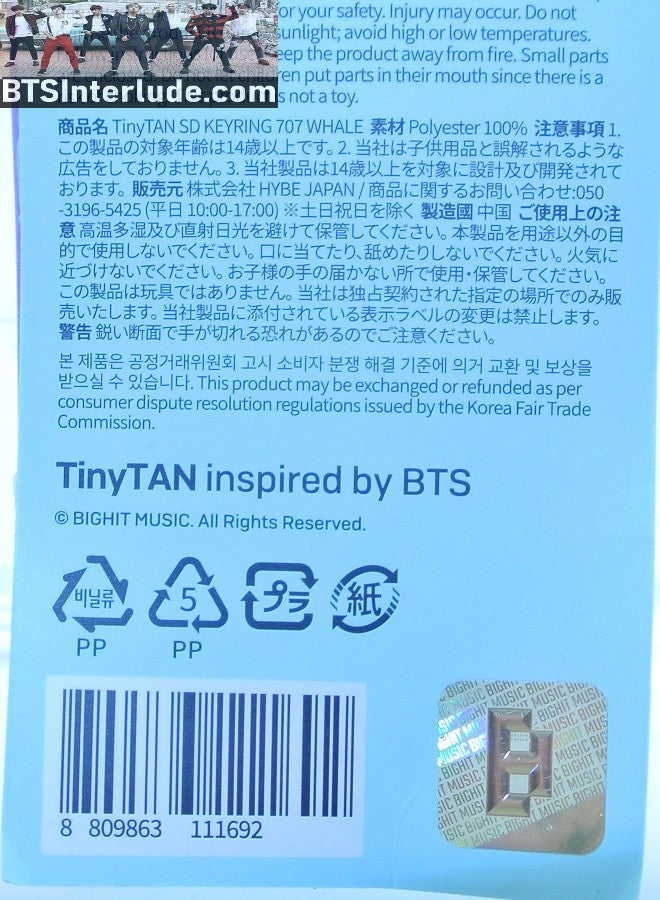 or your safety. Injury may occur. Do not
sunlight; avoid high or low temperatures.
eep the product away from fire. Small parts
ren put parts in their mouth since there is a
s not a toy.
BTSInterlude.com
商品名 TinyTAN SD KEYRING 707 WHALE 素材 Polyester 100% 注意事項 1.
この製品の対象年齢は14歳以上です。2. 当社は子供用品と誤解されるような
広告をしておりません。3. 当社製品は14歳以上を対象に設計及び開発されて
おります。販売元 株式会社 HYBE JAPAN / 商品に関するお問い合わせ:050
-3196-5425 (平日 10:00-17:00) ※土日祝日を除く 製造國 中国 ご使用上の注
意 高温多湿及び直射日光を避けて保管してください。本製品を用途以外の目
的で使用しないでください。口に当てたり、舐めたりしないでください。火気に
近づけないでください。お子様の手の届かない所で使用・保管してください。
この製品は玩具ではありません。当社は独占契約された指定の場所でのみ販
売いたします。当社製品に添付されている表示ラベルの変更は禁止します。
警告 鋭い断面で手が切れる恐れがあるのでご注意ください。
본 제품은 공정거래위원회 고시 소비자 분쟁 해결 기준에 의거 교환 및 보상을
받으실 수 있습니다. This product may be exchanged or refunded as per
consumer dispute resolution regulations issued by the Korea Fair Trade
Commission.
TinyTAN inspired by BTS
© BIGHIT MUSIC. All Rights Reserved.
비닐류 5 プラ 紙
PP PP
8 809863 111692
BIGHIT MUSIC